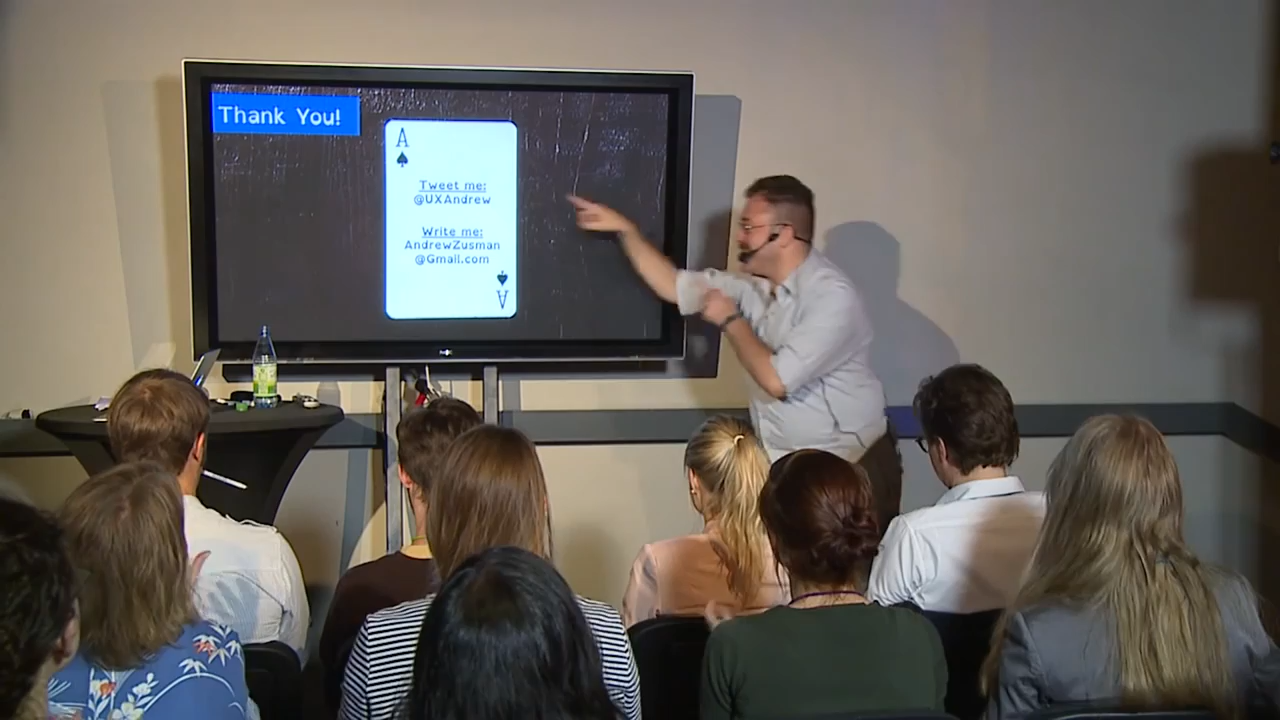 Thank You!
A
Tweet me:
@UXAndrew
Write me:
AndrewZusman
@Gmail.com
A